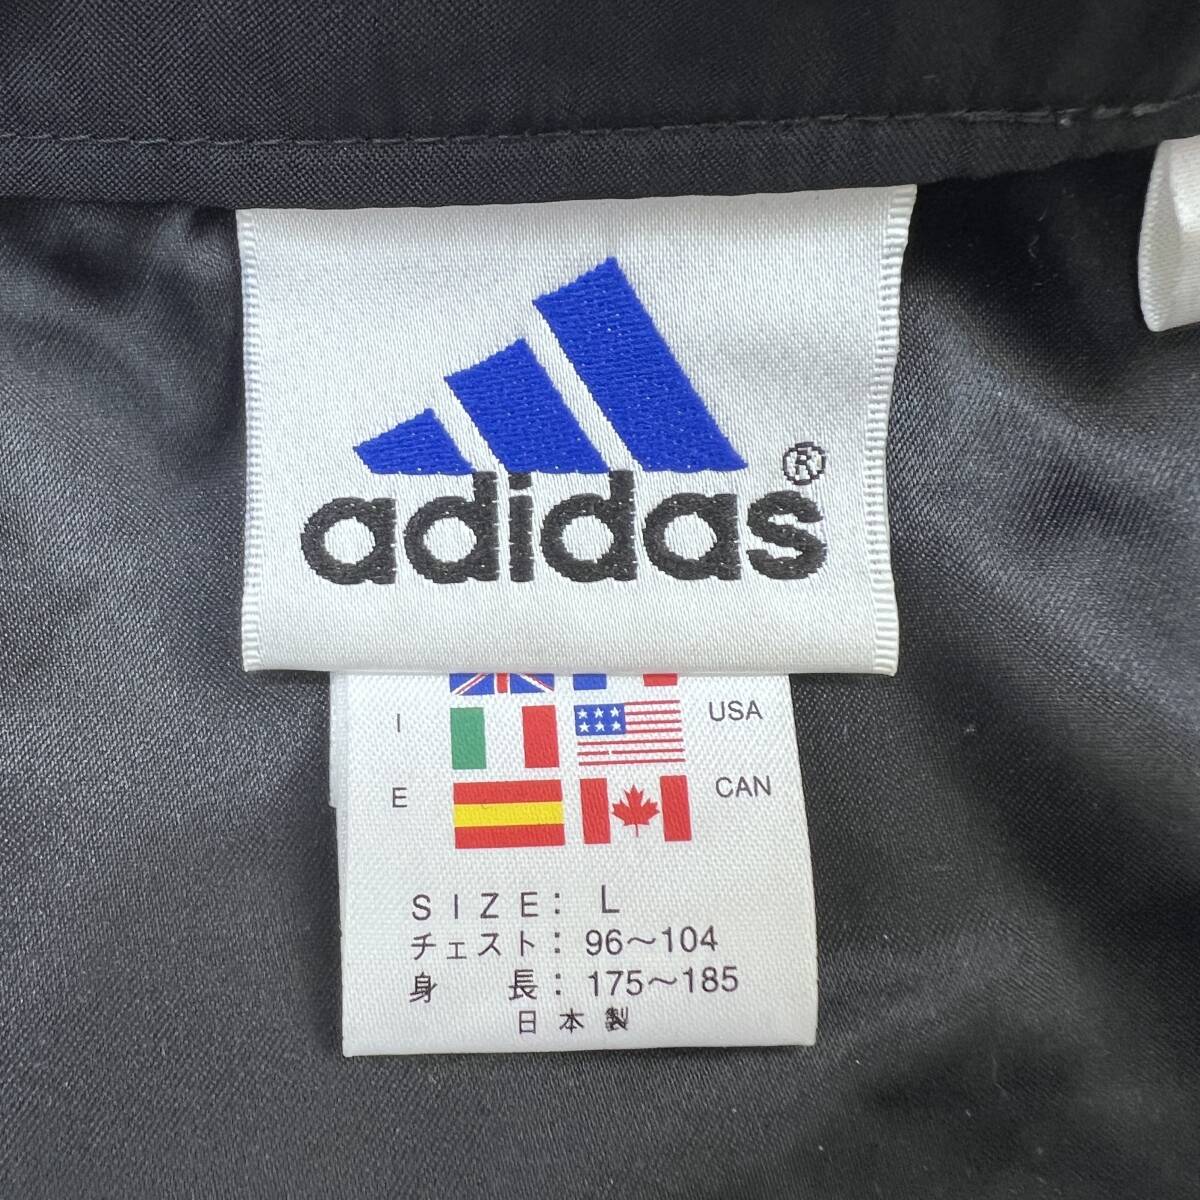 adidas®
I USA
E CAN
SIZE: L
チェスト: 96〜104
身長: 175〜185
日本製